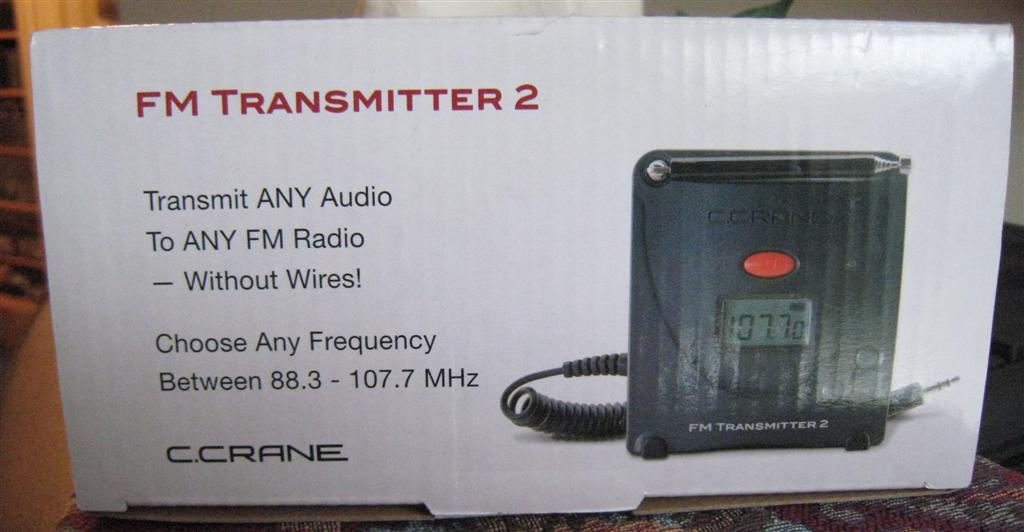 FM TRANSMITTER 2
Transmit ANY Audio
To ANY FM Radio
— Without Wires!
Choose Any Frequency
Between 88.3 - 107.7 MHz
C.CRANE
C.CRANE
107.70
FM TRANSMITTER 2